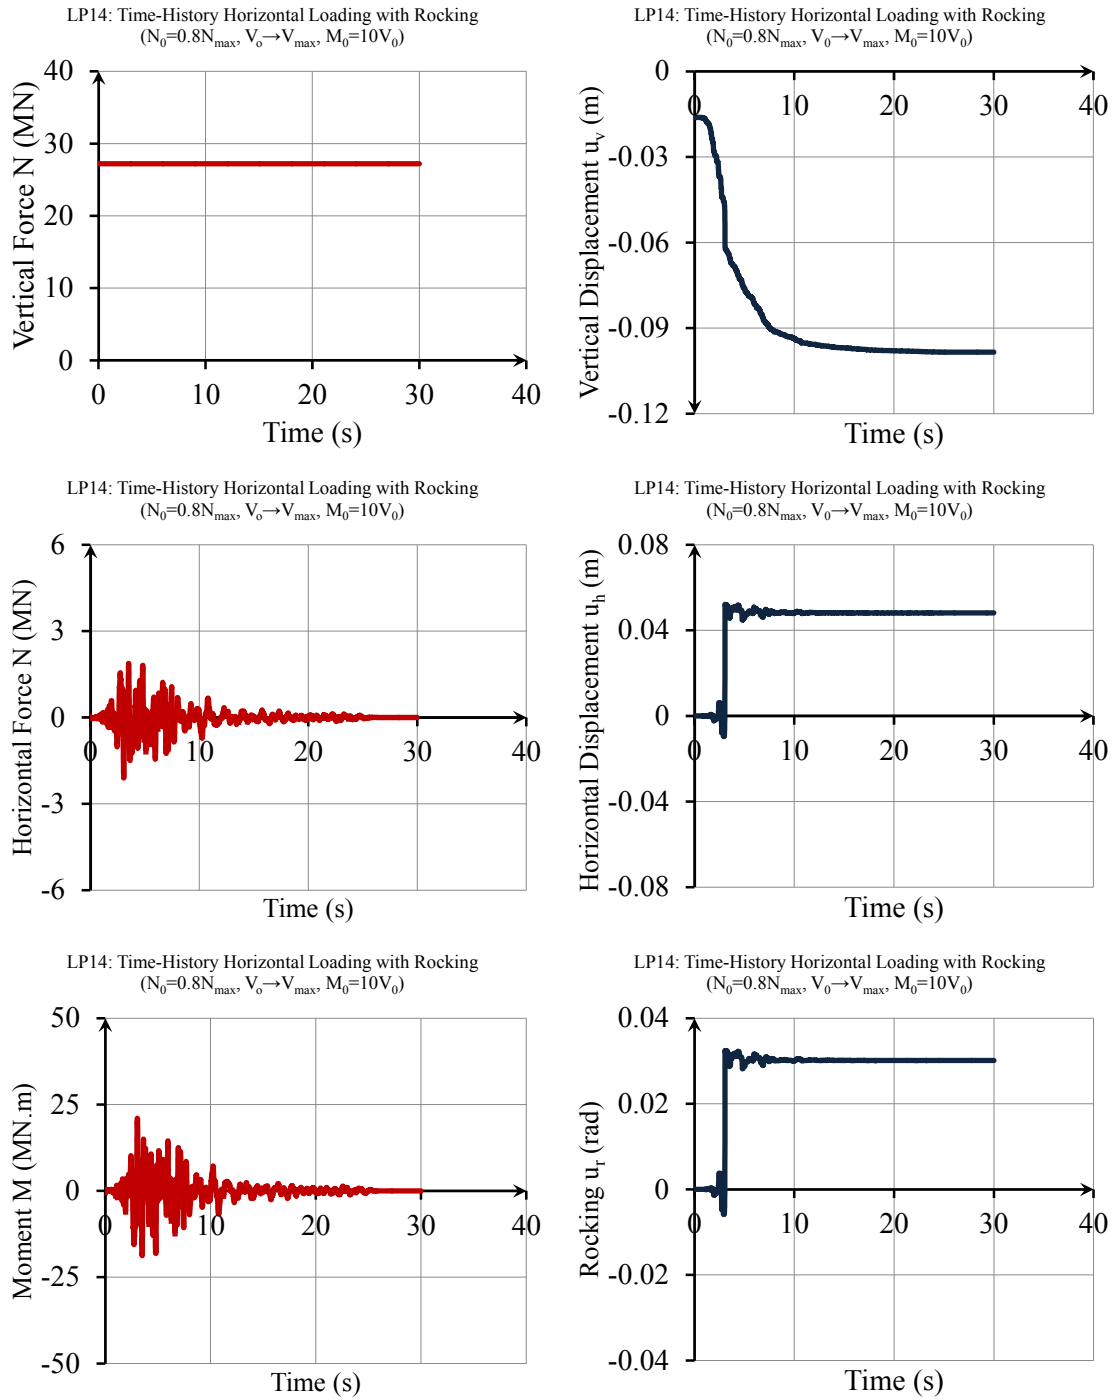 LP14: Time-History Horizontal Loading with Rocking
(N₀=0.8Nₘₐₓ, Vₒ→Vₘₐₓ, M₀=10V₀)
40
30
20
10
0
0 10 20 30 40
Vertical Force N (MN)
Time (s)
LP14: Time-History Horizontal Loading with Rocking
(N₀=0.8Nₘₐₓ, V₀→Vₘₐₓ, M₀=10V₀)
0
-0.03
-0.06
-0.09
-0.12
0 10 20 30 40
Vertical Displacement uᵥ (m)
Time (s)
LP14: Time-History Horizontal Loading with Rocking
(N₀=0.8Nₘₐₓ, Vₒ→Vₘₐₓ, M₀=10V₀)
6
3
0
-3
-6
0 10 20 30 40
Horizontal Force N (MN)
Time (s)
LP14: Time-History Horizontal Loading with Rocking
(N₀=0.8Nₘₐₓ, V₀→Vₘₐₓ, M₀=10V₀)
0.08
0.04
0
-0.04
-0.08
0 10 20 30 40
Horizontal Displacement uₕ (m)
Time (s)
LP14: Time-History Horizontal Loading with Rocking
(N₀=0.8Nₘₐₓ, Vₒ→Vₘₐₓ, M₀=10V₀)
50
25
0
-25
-50
0 10 20 30 40
Moment M (MN.m)
Time (s)
LP14: Time-History Horizontal Loading with Rocking
(N₀=0.8Nₘₐₓ, V₀→Vₘₐₓ, M₀=10V₀)
0.04
0.02
0
-0.02
-0.04
0 10 20 30 40
Rocking uᵣ (rad)
Time (s)